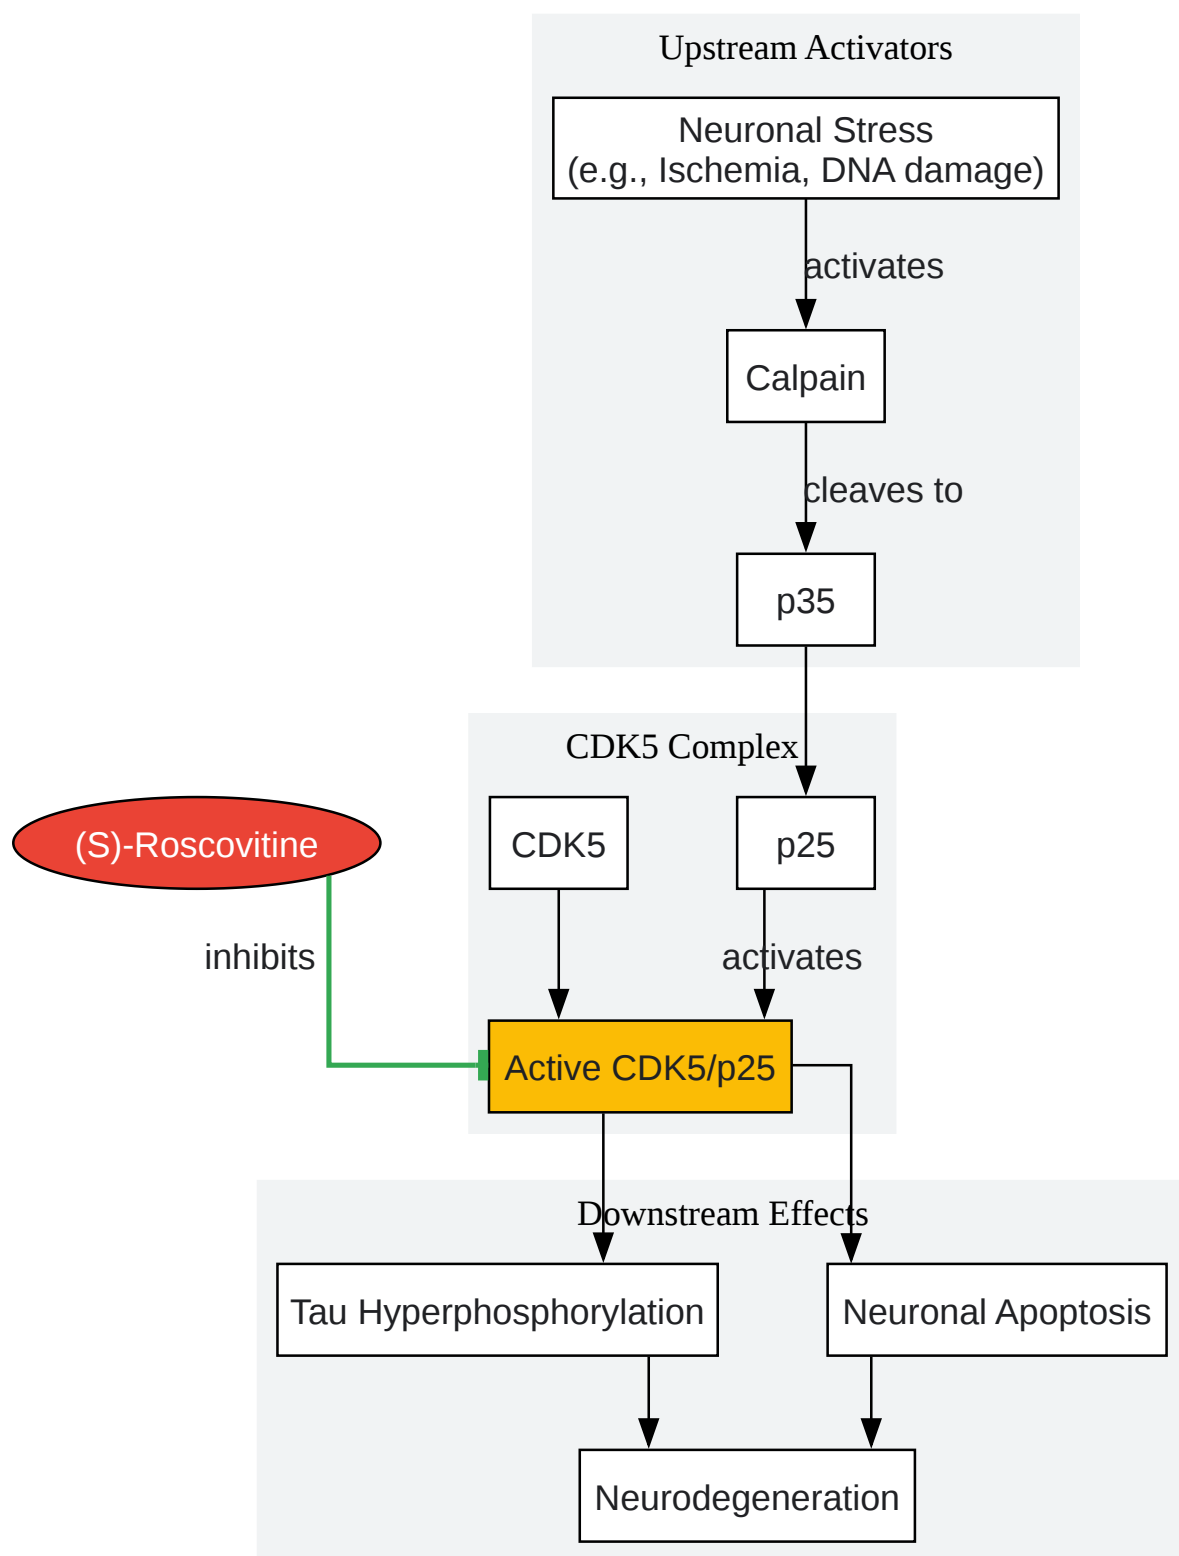 Upstream Activators
Neuronal Stress
(e.g., Ischemia, DNA damage)
activates
Calpain
cleaves to
p35
CDK5 Complex
(S)-Roscovitine
CDK5
p25
inhibits
activates
Active CDK5/p25
Downstream Effects
Tau Hyperphosphorylation
Neuronal Apoptosis
Neurodegeneration